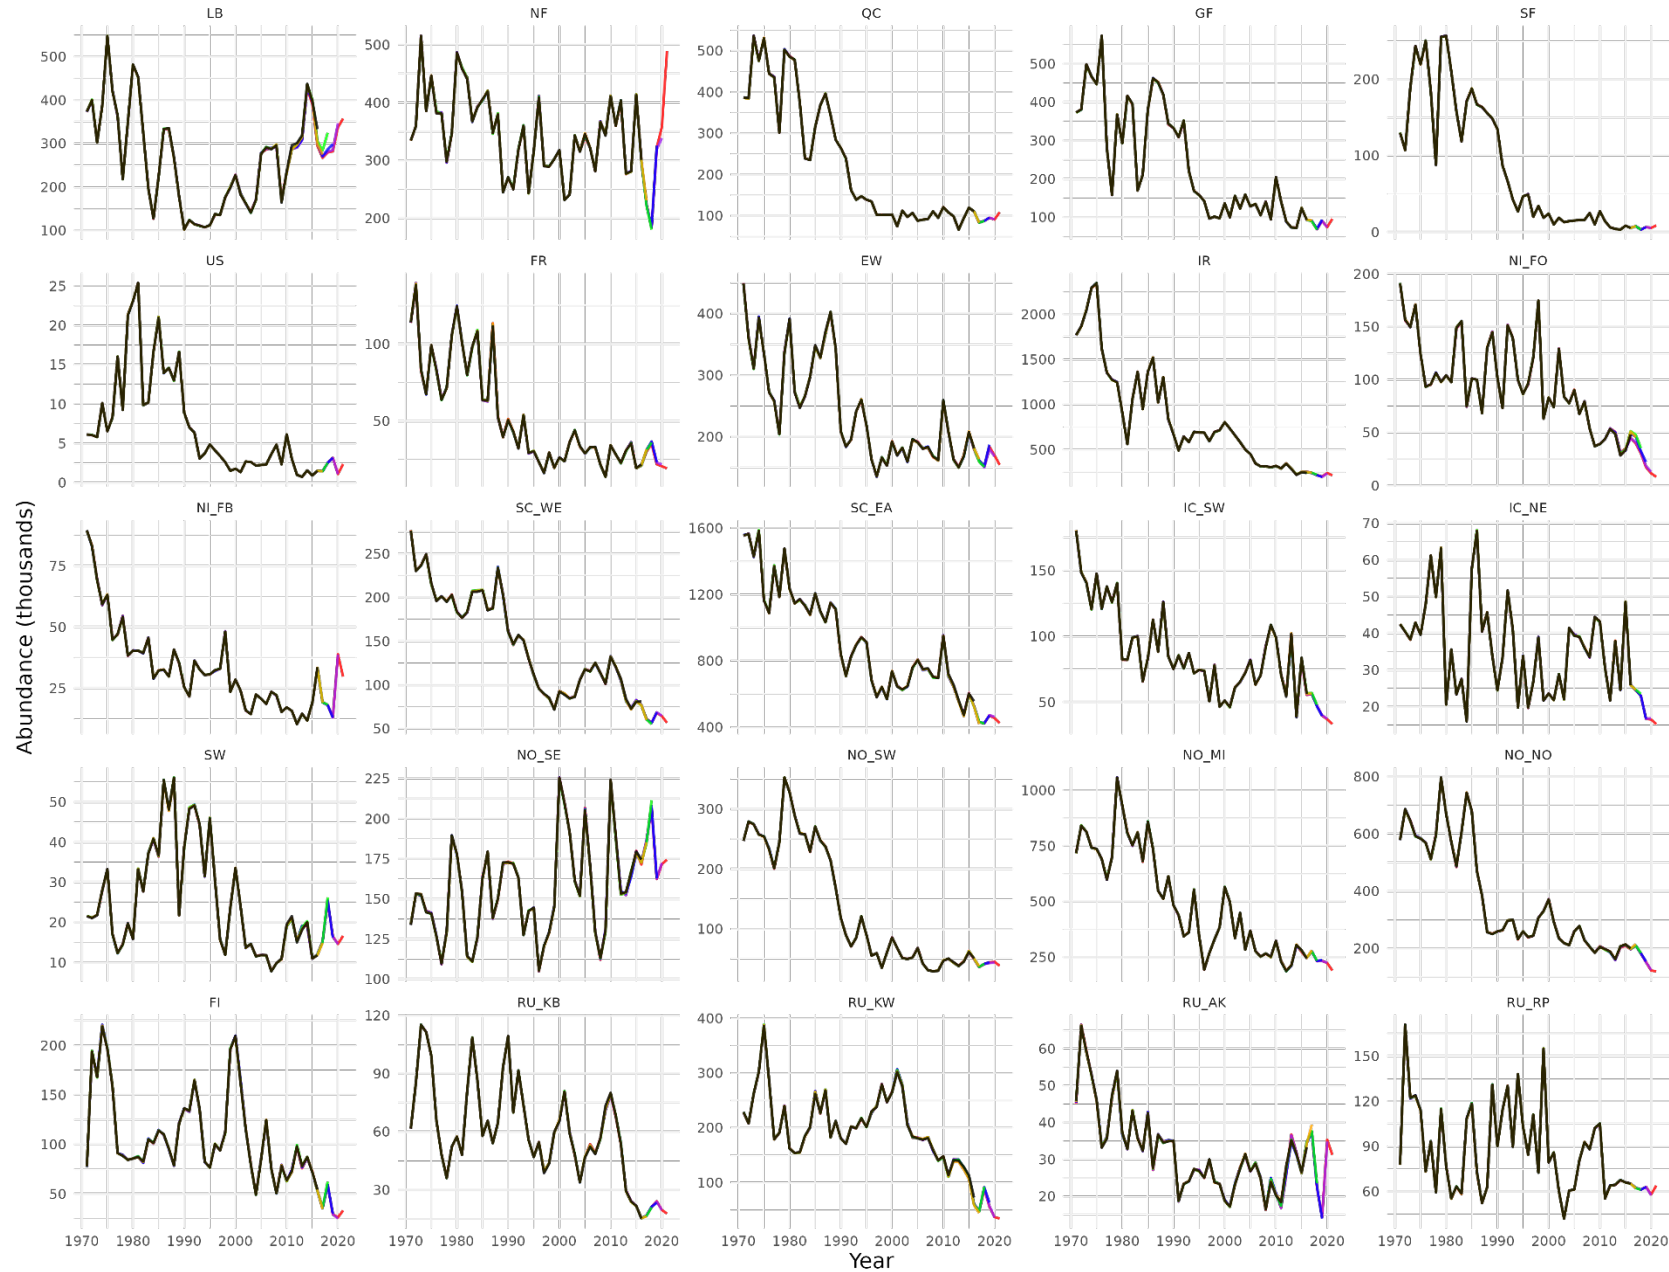 LB NF QC GF SF
500 400 300 200 100
500 400 300 200
500 400 300 200 100
500 400 300 200 100
200 100 0
US FR EW IR NI_FO
25 20 15 10 5 0
100 50
400 300 200
2000 1500 1000 500
200 150 100 50 0
NI_FB SC_WE SC_EA IC_SW IC_NE
75 50 25
250 200 150 100 50
1600 1200 800 400
150 100 50
70 60 50 40 30 20
SW NO_SE NO_SW NO_MI NO_NO
50 40 30 20 10
225 200 175 150 125 100
300 200 100
1000 750 500 250
800 600 400 200
FI RU_KB RU_KW RU_AK RU_RP
200 150 100 50
120 90 60 30
400 300 200 100
60 50 40 30 20
150 120 90 60
1970 1980 1990 2000 2010 2020
1970 1980 1990 2000 2010 2020
1970 1980 1990 2000 2010 2020
1970 1980 1990 2000 2010 2020
1970 1980 1990 2000 2010 2020
Abundance (thousands)
Year